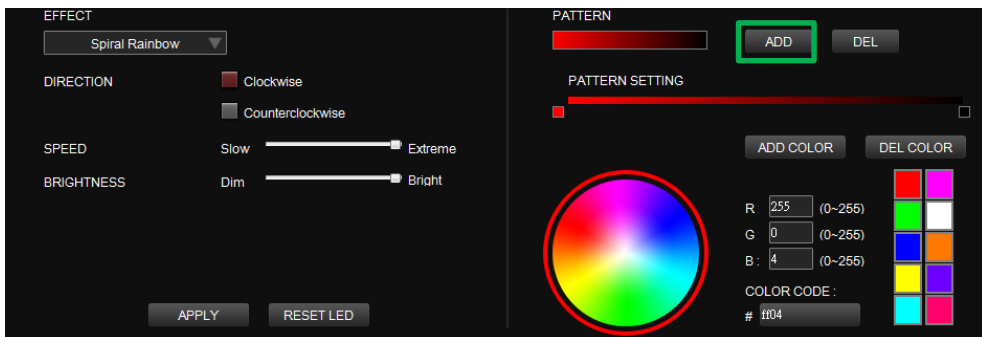 EFFECT
Spiral Rainbow
DIRECTION
Clockwise
Counterclockwise
SPEED
Slow
Extreme
BRIGHTNESS
Dim
Bright
APPLY
RESET LED
PATTERN
ADD
DEL
PATTERN SETTING
ADD COLOR
DEL COLOR
R 255 (0~255)
G 0 (0~255)
B : 4 (0~255)
COLOR CODE :
# ff04